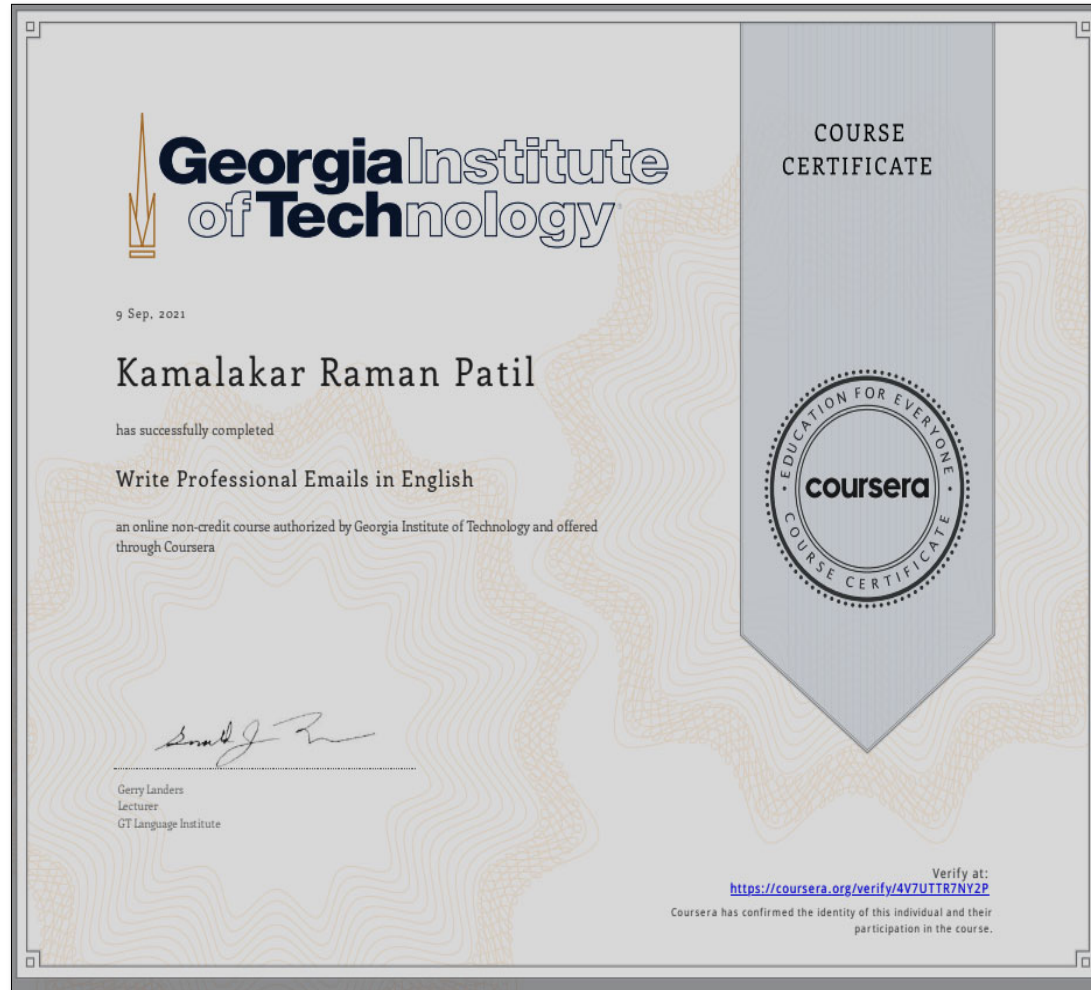 Georgia Institute
of Technology
COURSE
CERTIFICATE
9 Sep, 2021
Kamalakar Raman Patil
has successfully completed
Write Professional Emails in English
an online non-credit course authorized by Georgia Institute of Technology and offered
through Coursera
EDUCATION FOR EVERYONE
coursera
COURSE CERTIFICATE
Gerry Landers
Lecturer
GT Language Institute
Verify at:
https://coursera.org/verify/4V7UTTR7NY2P
Coursera has confirmed the identity of this individual and their
participation in the course.